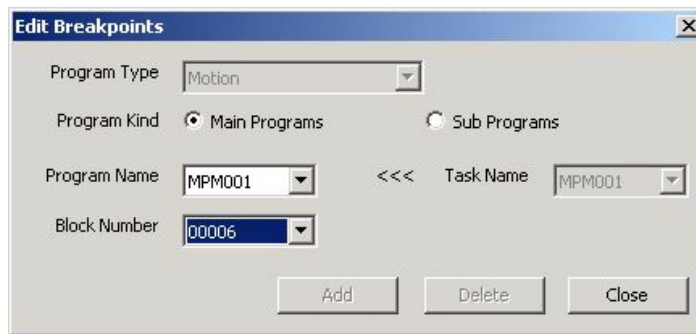 Edit Breakpoints
Program Type Motion
Program Kind Main Programs Sub Programs
Program Name MPM001 <<< Task Name MPM001
Block Number 00006
Add Delete Close